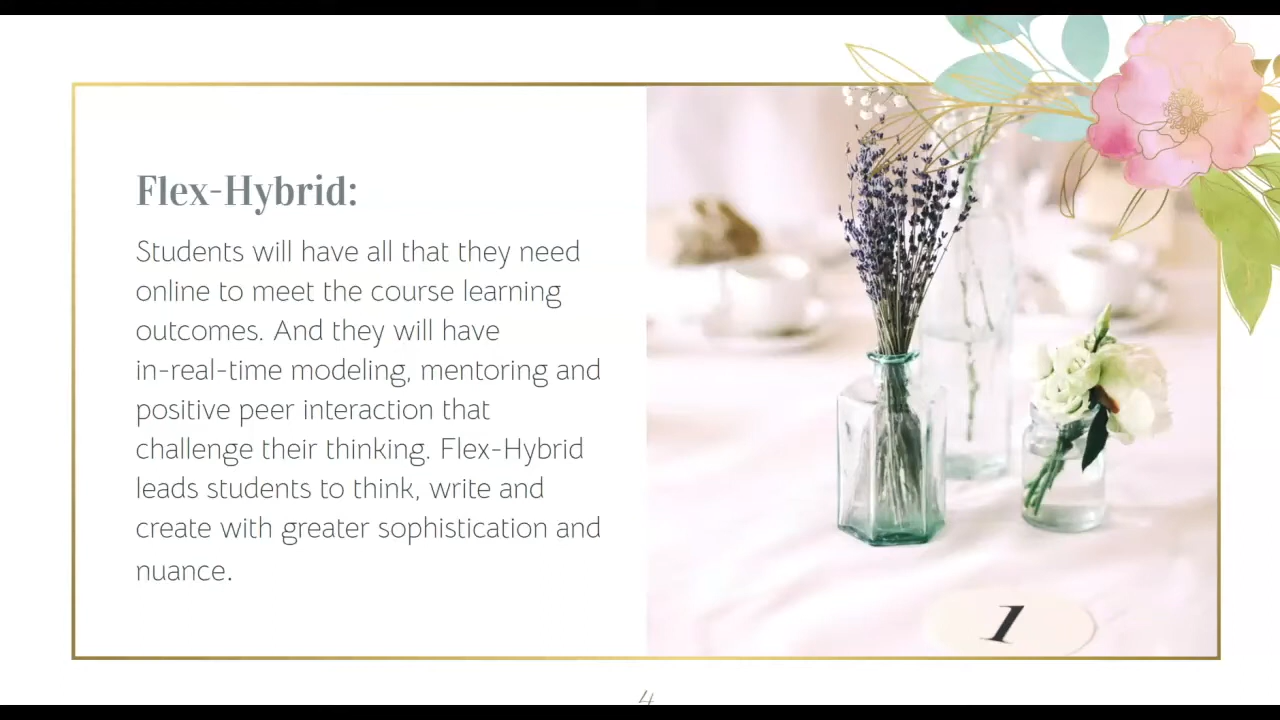 Flex-Hybrid:
Students will have all that they need
online to meet the course learning
outcomes. And they will have
in-real-time modeling, mentoring and
positive peer interaction that
challenge their thinking. Flex-Hybrid
leads students to think, write and
create with greater sophistication and
nuance.
1
4